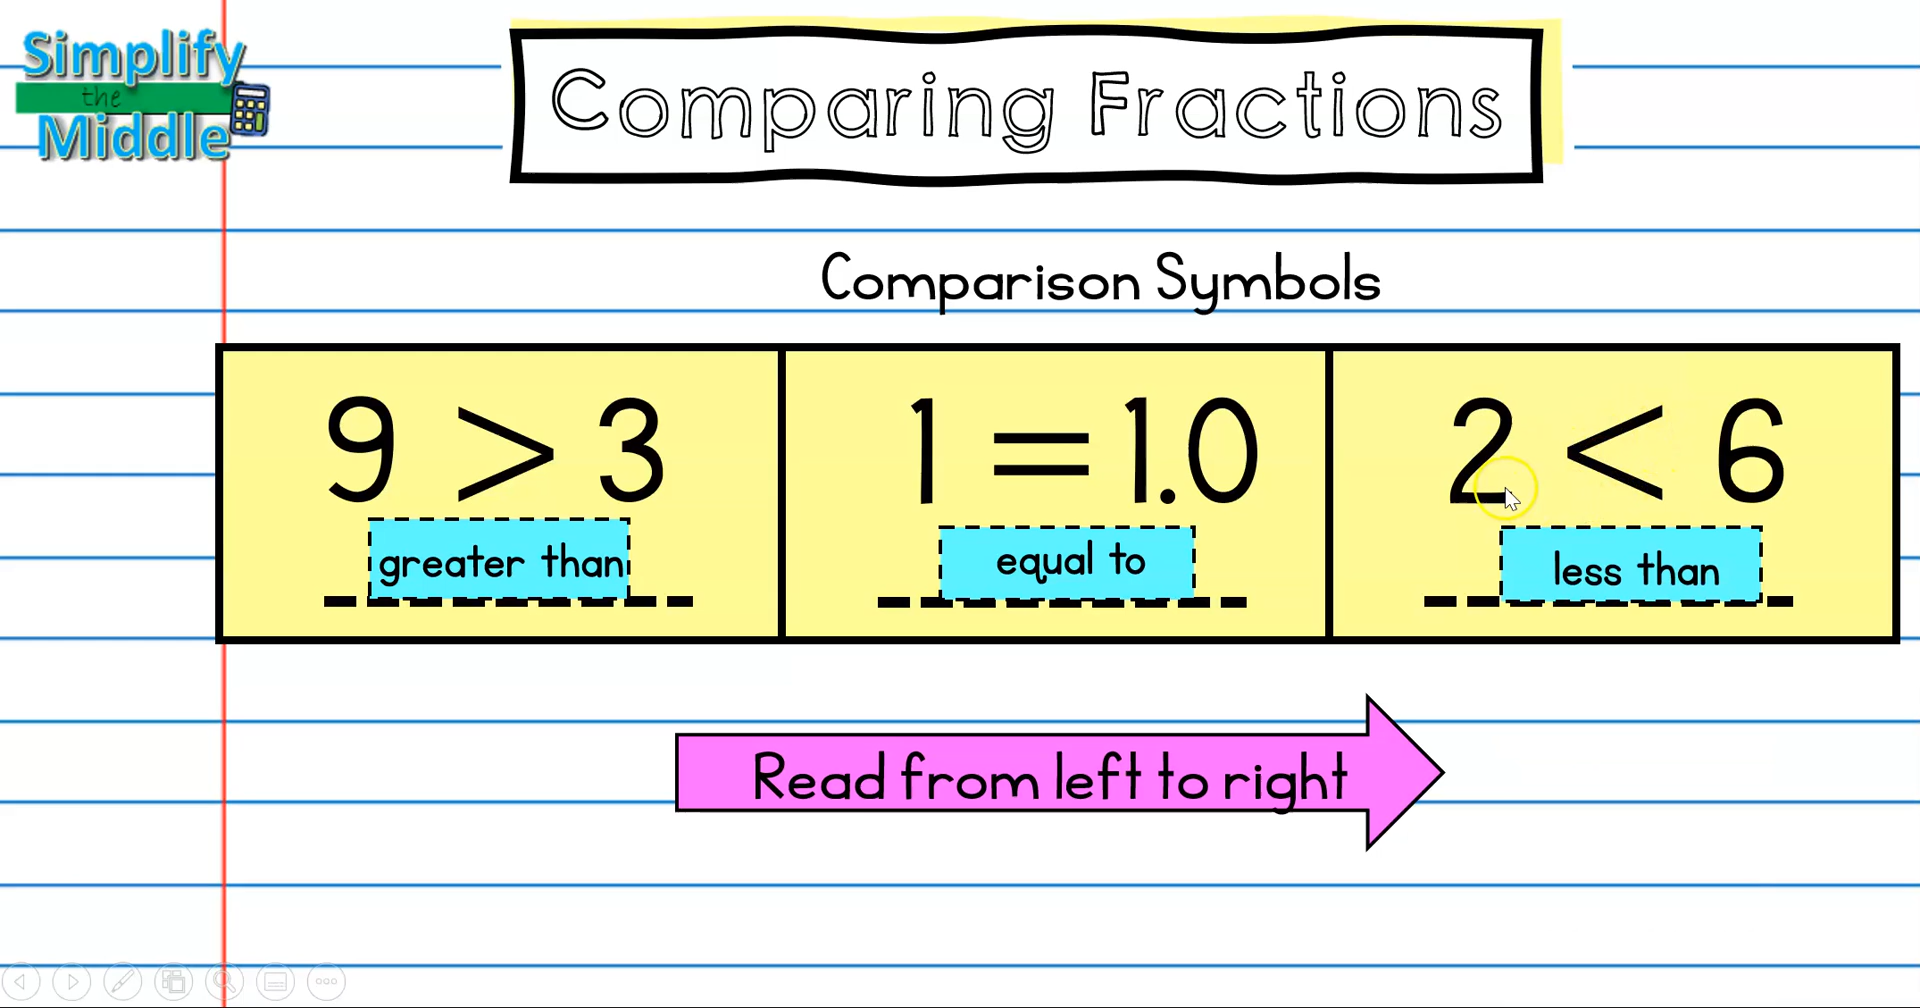 Simplify
the
Middle
Comparing Fractions
Comparison Symbols
9 > 3
1 = 1.0
2 < 6
greater than
equal to
less than
Read from left to right